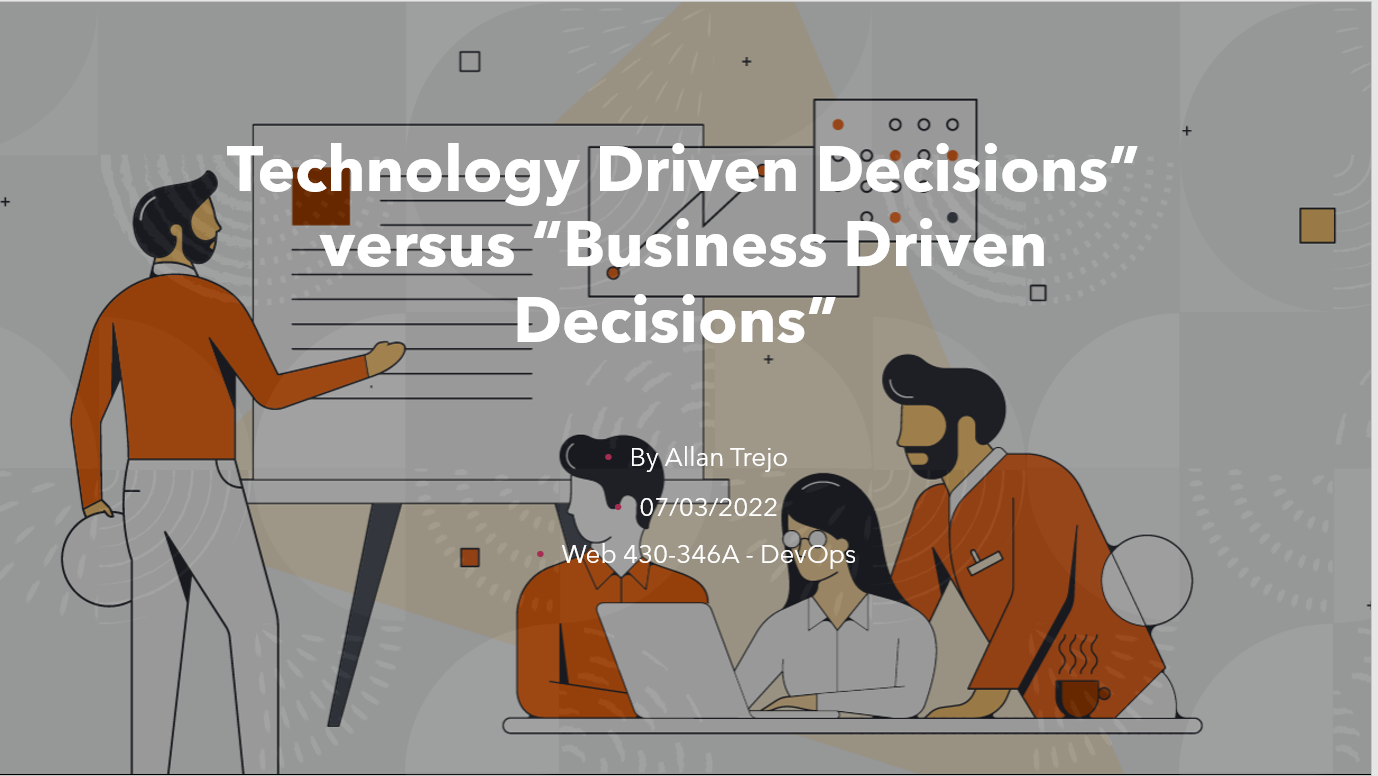 Technology Driven Decisions”
versus “Business Driven
Decisions”
• By Allan Trejo
• 07/03/2022
• Web 430-346A - DevOps